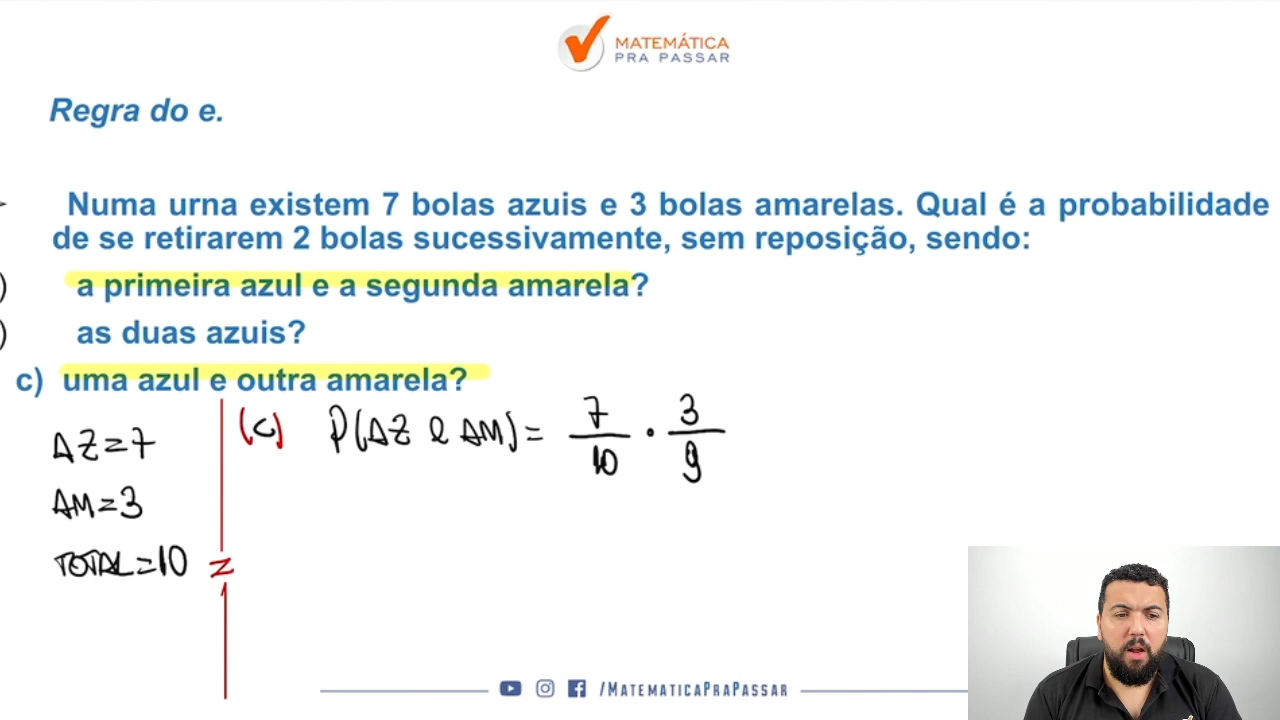 MATEMÁTICA
PRA PASSAR
Regra do e.
Numa urna existem 7 bolas azuis e 3 bolas amarelas. Qual é a probabilidade
de se retirarem 2 bolas sucessivamente, sem reposição, sendo:
) a primeira azul e a segunda amarela?
) as duas azuis?
c) uma azul e outra amarela?
(c) P(AZ e AM) = 7/10 · 3/9
AZ = 7
AM = 3
TOTAL = 10
/MATEMATICAPRAPASSAR